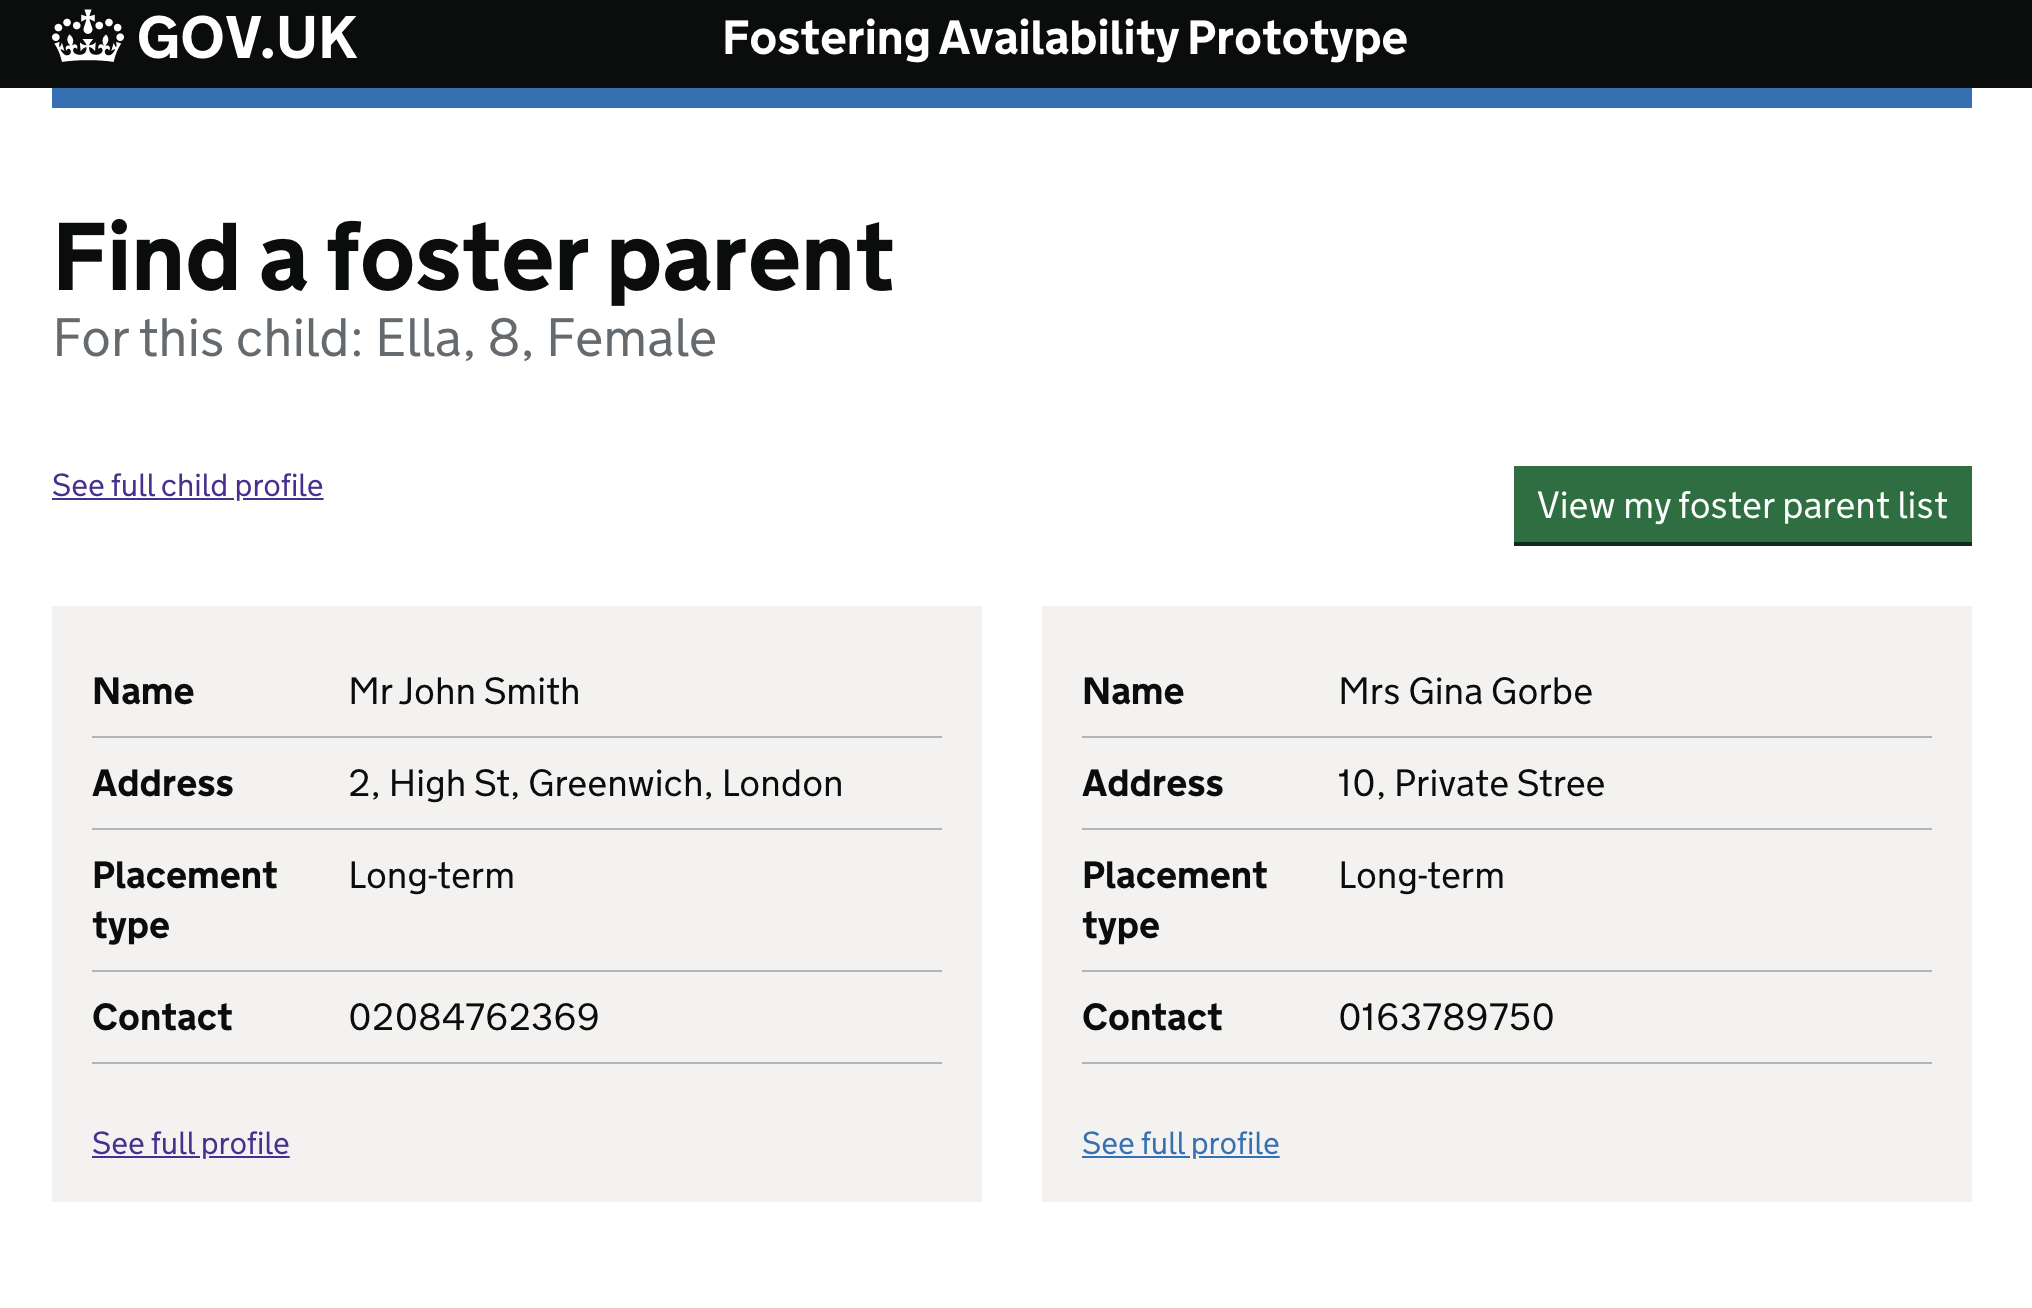 GOV.UK
Fostering Availability Prototype
Find a foster parent
For this child: Ella, 8, Female
See full child profile
View my foster parent list
Name Mr John Smith
Address 2, High St, Greenwich, London
Placement Long-term
type
Contact 02084762369
See full profile
Name Mrs Gina Gorbe
Address 10, Private Stree
Placement Long-term
type
Contact 0163789750
See full profile